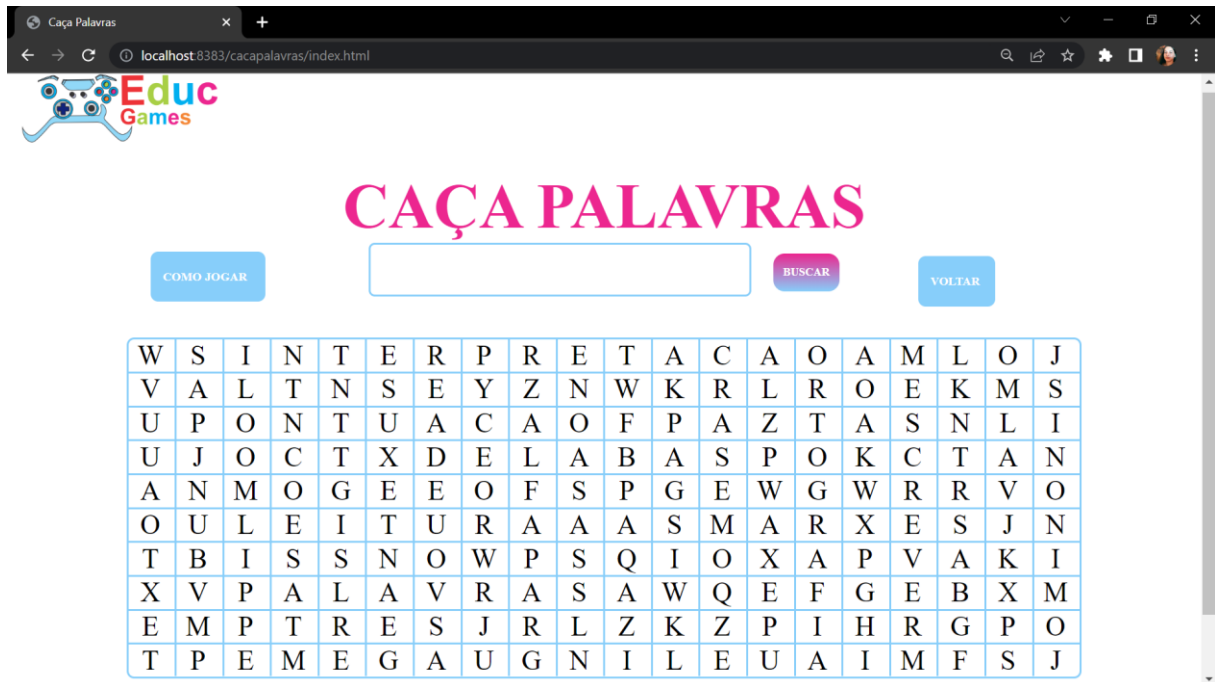 Caça Palavras
localhost:8383/cacapalavras/index.html
Educ
Games
CAÇA PALAVRAS
COMO JOGAR
BUSCAR
VOLTAR
W S I N T E R P R E T A C A O A M L O J
V A L T N S E Y Z N W K R L R O E K M S
U P O N T U A C A O F P A Z T A S N L I
U J O C T X D E L A B A S P O K C T A N
A N M O G E E O F S P G E W G W R R V O
O U L E I T U R A A A S M A R X E S J N
T B I S S N O W P S Q I O X A P V A K I
X V P A L A V R A S A W Q E F G E B X M
E M P T R E S J R L Z K Z P I H R G P O
T P E M E G A U G N I L E U A I M F S J